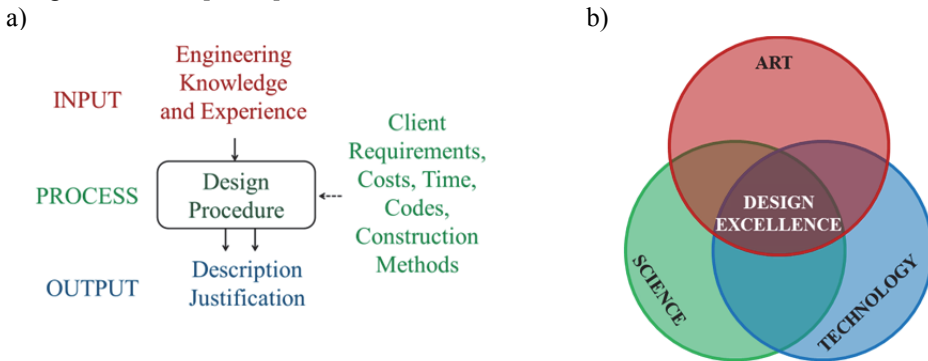 a)
b)
INPUT
Engineering
Knowledge
and Experience
PROCESS
Design
Procedure
Client
Requirements,
Costs, Time,
Codes,
Construction
Methods
OUTPUT
Description
Justification
ART
DESIGN
EXCELLENCE
SCIENCE
TECHNOLOGY